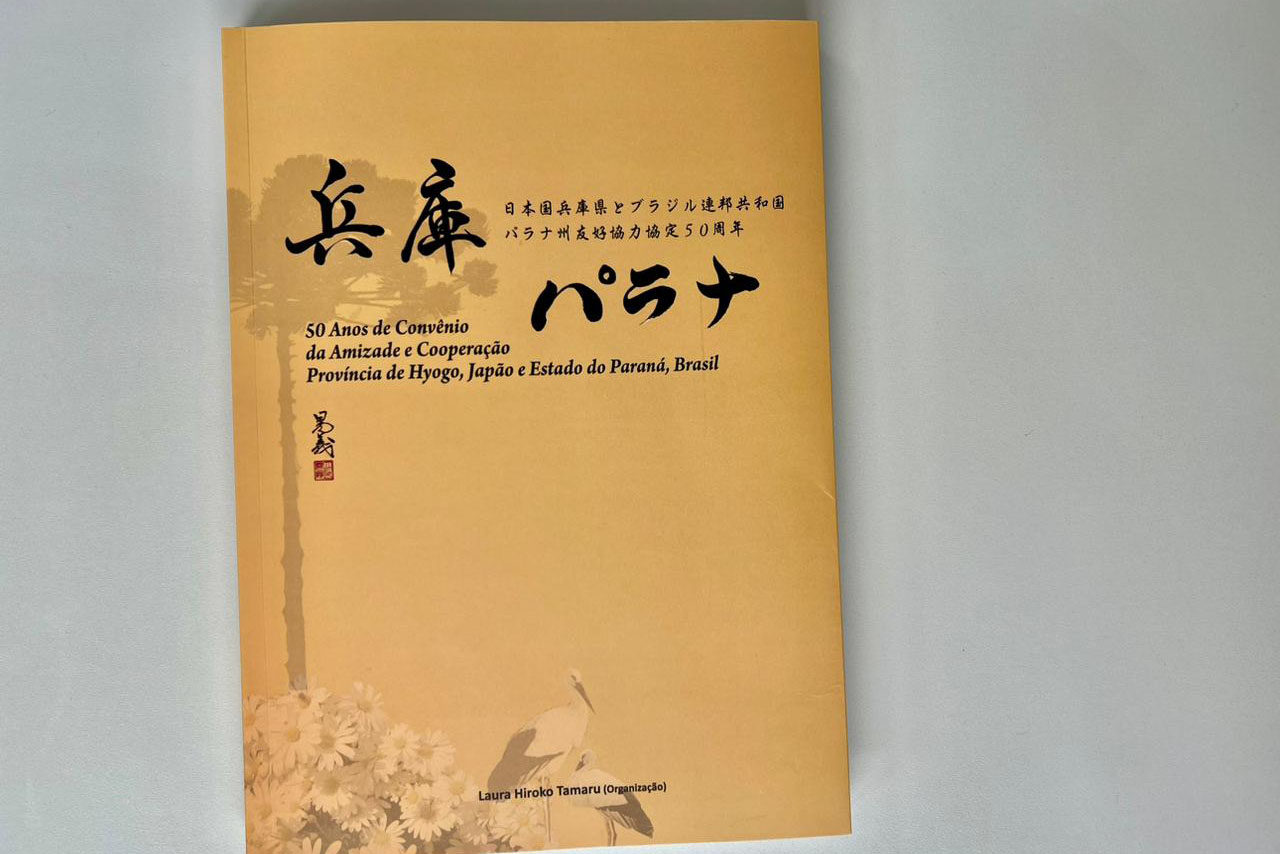 兵庫
日本国兵庫県とブラジル連邦共和国
パラナ州友好協力協定50周年
パラナ
50 Anos de Convênio
da Amizade e Cooperação
Província de Hyogo, Japão e Estado do Paraná, Brasil
Laura Hiroko Tamaru (Organização)